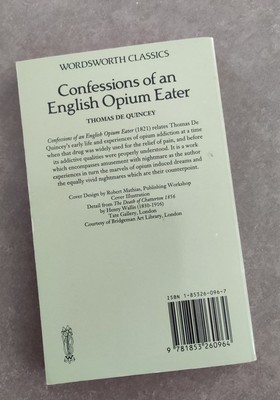 WORDSWORTH CLASSICS
Confessions of an
English Opium Eater
THOMAS DE QUINCEY
Confessions of an English Opium Eater (1821) relates Thomas De
Quincey's early life and experiences of opium addiction at a time
when that drug was widely used for the relief of pain, and before
its addictive qualities were properly understood. It is a work
which encompasses amusement with nightmare as the author
experiences in turn the marvels of opium induced dreams and
the equally vivid nightmares which are their counterpoint.
Cover Design by Robert Mathias, Publishing Workshop
Cover Illustration
Detail from The Death of Chatterton 1856
by Henry Wallis (1830-1916)
Tate Gallery, London
Courtesy of Bridgeman Art Library, London
ISBN 1-85326-096-7
9 781853 260964